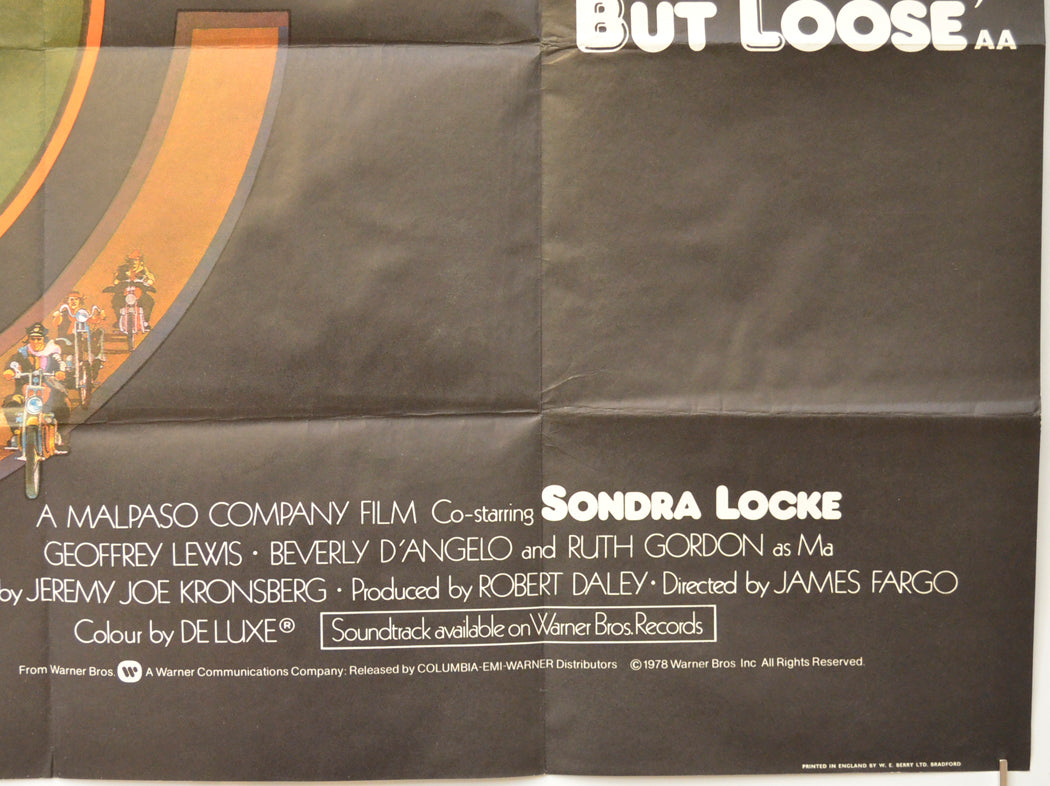 BUT LOOSE' AA
A MALPASO COMPANY FILM Co-starring SONDRA LOCKE
GEOFFREY LEWIS · BEVERLY D'ANGELO and RUTH GORDON as Ma
by JEREMY JOE KRONSBERG · Produced by ROBERT DALEY · Directed by JAMES FARGO
Colour by DE LUXE® Soundtrack available on Warner Bros. Records
From Warner Bros. W A Warner Communications Company: Released by COLUMBIA-EMI-WARNER Distributors ©1978 Warner Bros Inc All Rights Reserved.
PRINTED IN ENGLAND BY W. E. BERRY LTD. BRADFORD